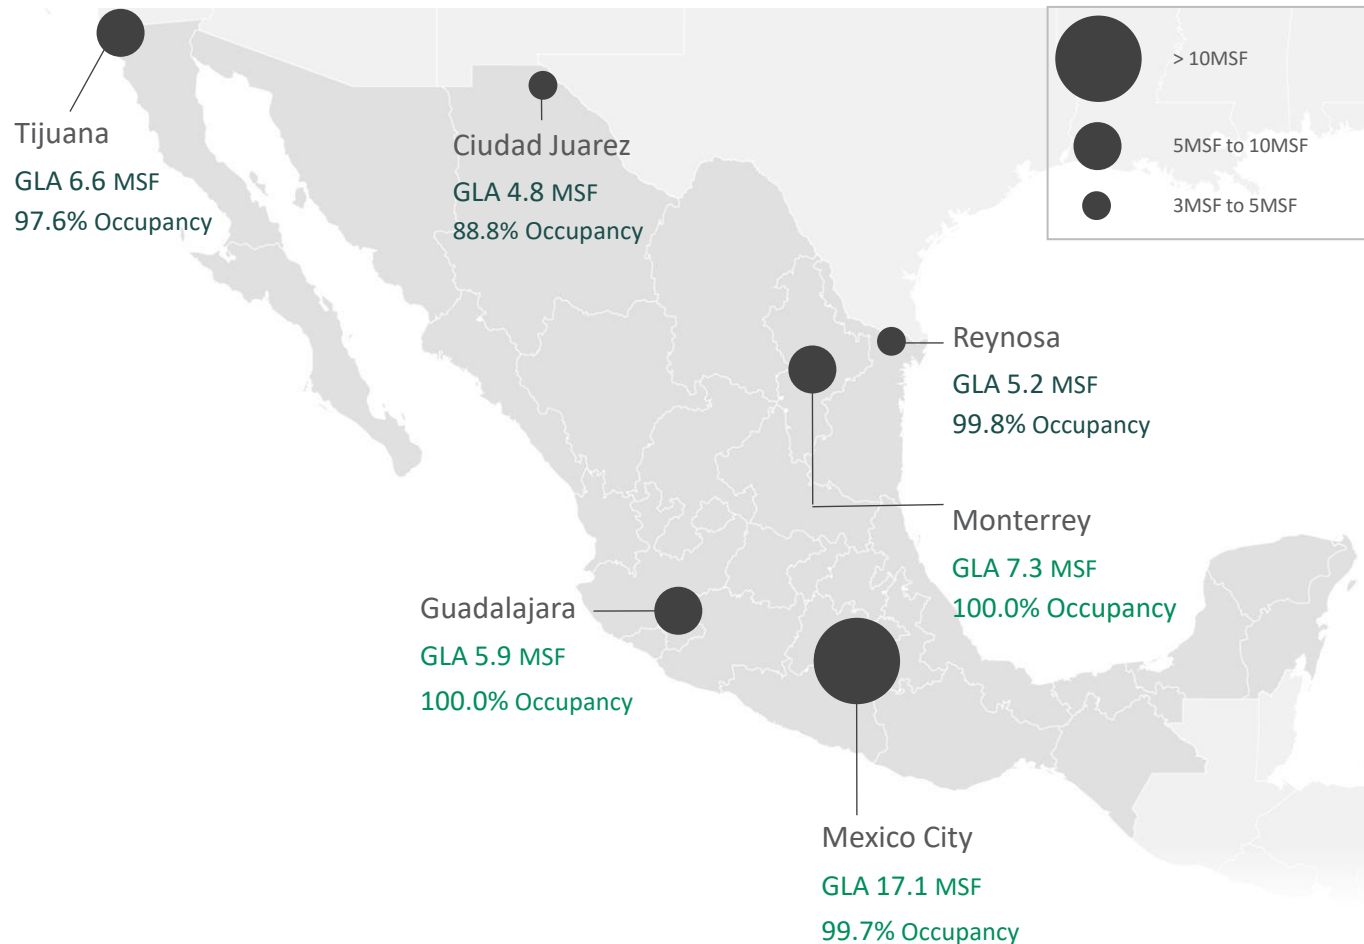 > 10MSF
5MSF to 10MSF
3MSF to 5MSF
Tijuana
GLA 6.6 MSF
97.6% Occupancy
Ciudad Juarez
GLA 4.8 MSF
88.8% Occupancy
Reynosa
GLA 5.2 MSF
99.8% Occupancy
Monterrey
GLA 7.3 MSF
100.0% Occupancy
Guadalajara
GLA 5.9 MSF
100.0% Occupancy
Mexico City
GLA 17.1 MSF
99.7% Occupancy